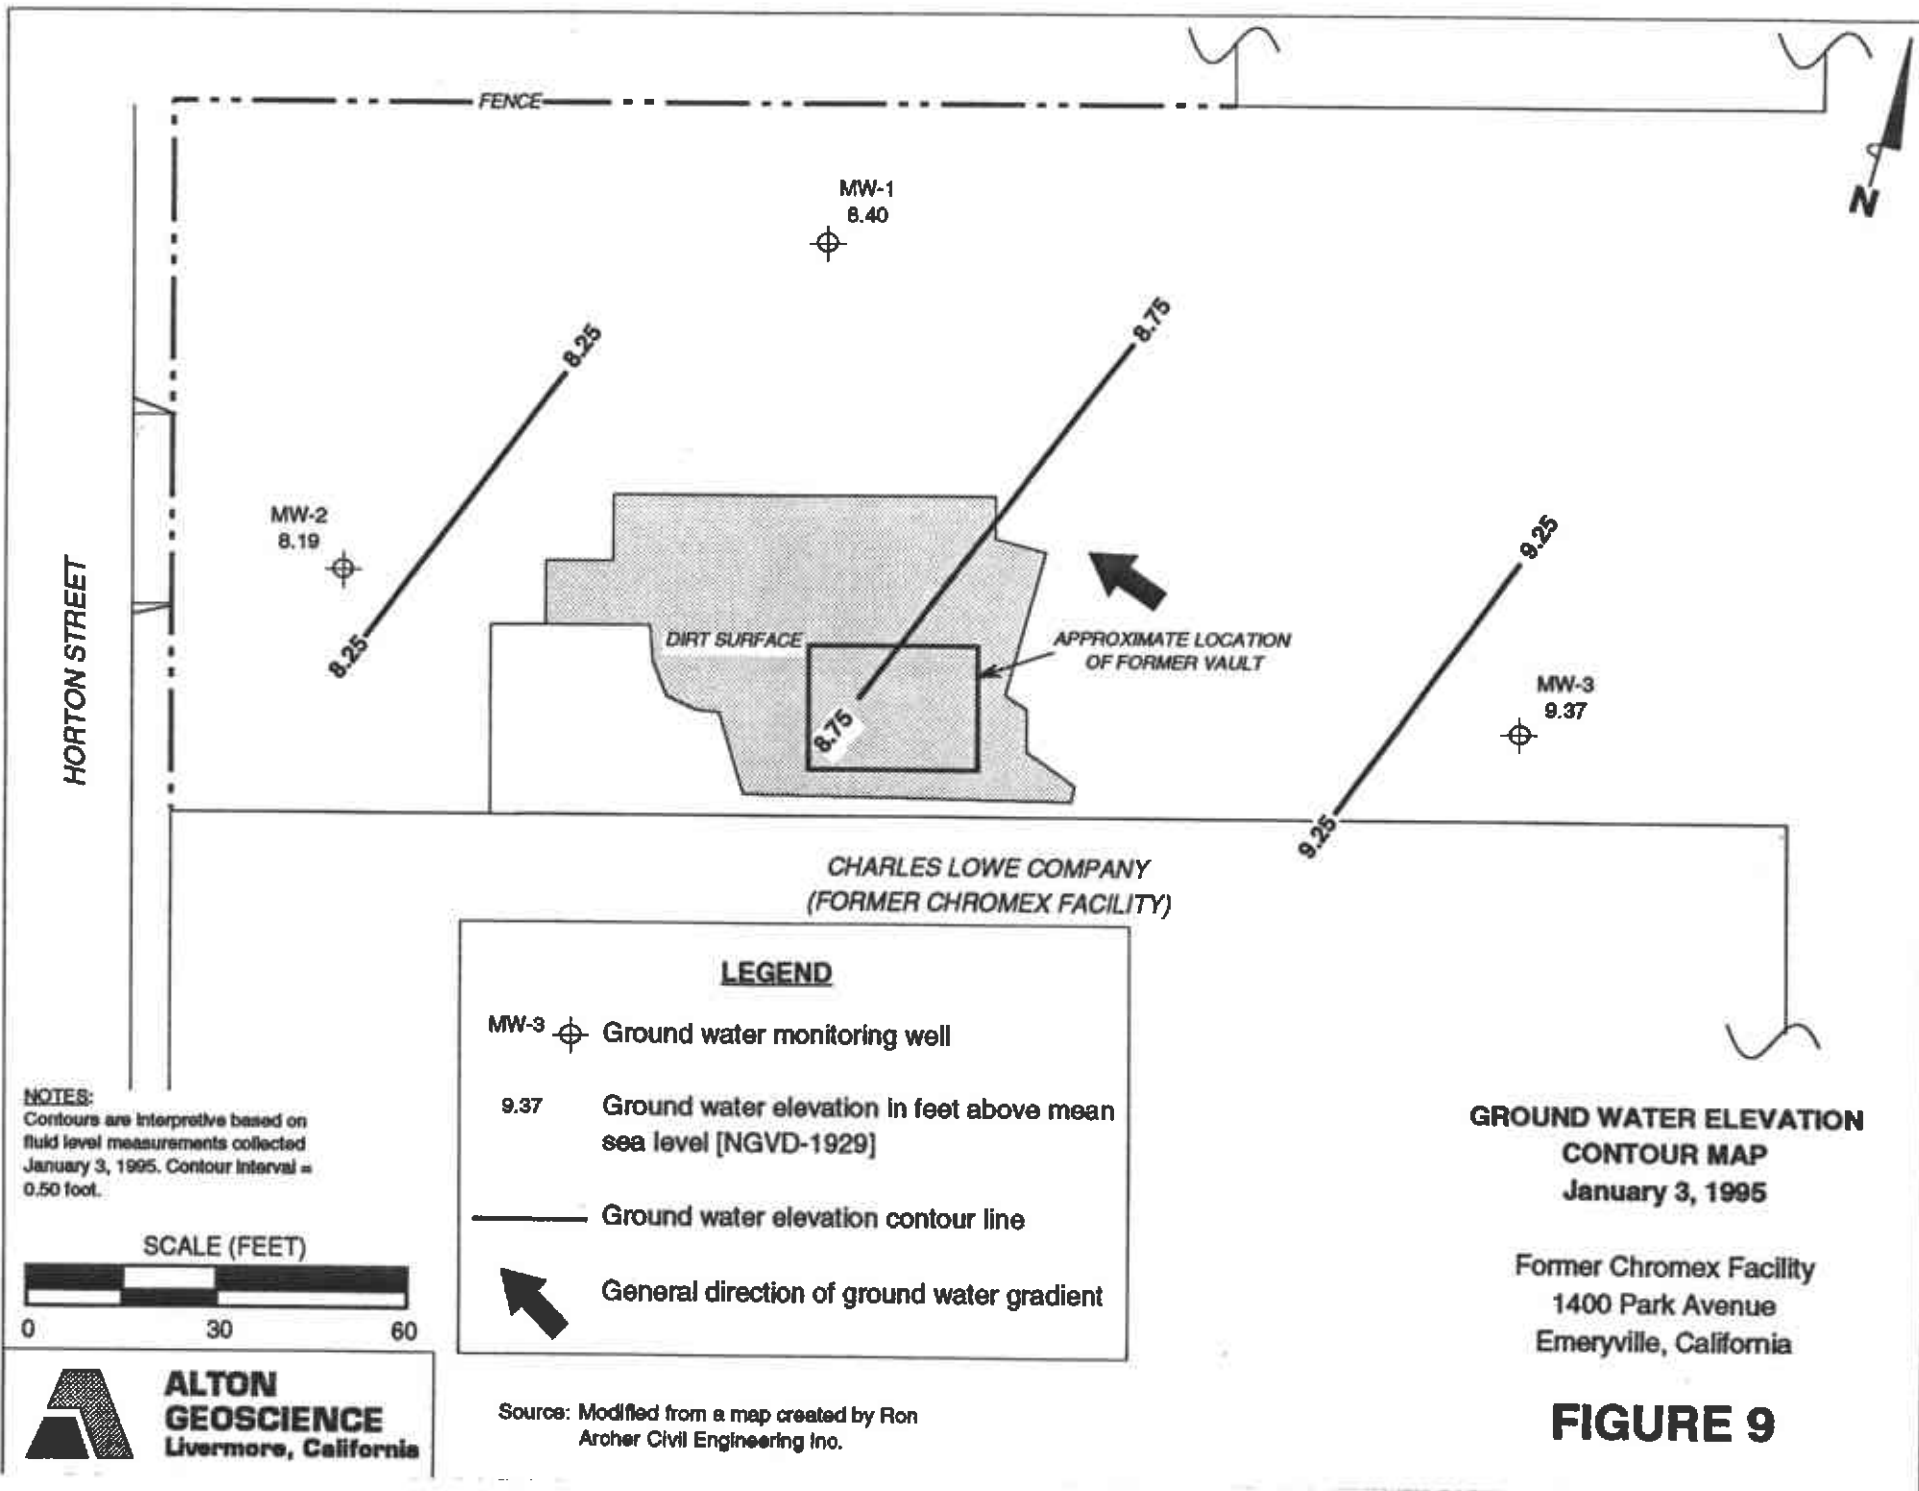 FENCE
MW-1
8.40
N
8.25
8.75
MW-2
8.19
9.25
HORTON STREET
DIRT SURFACE
APPROXIMATE LOCATION
OF FORMER VAULT
8.25
MW-3
9.37
8.75
9.25
CHARLES LOWE COMPANY
(FORMER CHROMEX FACILITY)
LEGEND
MW-3 Ground water monitoring well
9.37 Ground water elevation in feet above mean
sea level [NGVD-1929]
Ground water elevation contour line
General direction of ground water gradient
NOTES:
Contours are interpretive based on
fluid level measurements collected
January 3, 1995. Contour interval =
0.50 foot.
SCALE (FEET)
0 30 60
GROUND WATER ELEVATION
CONTOUR MAP
January 3, 1995
Former Chromex Facility
1400 Park Avenue
Emeryville, California
ALTON
GEOSCIENCE
Livermore, California
Source: Modified from a map created by Ron
Archer Civil Engineering Inc.
FIGURE 9